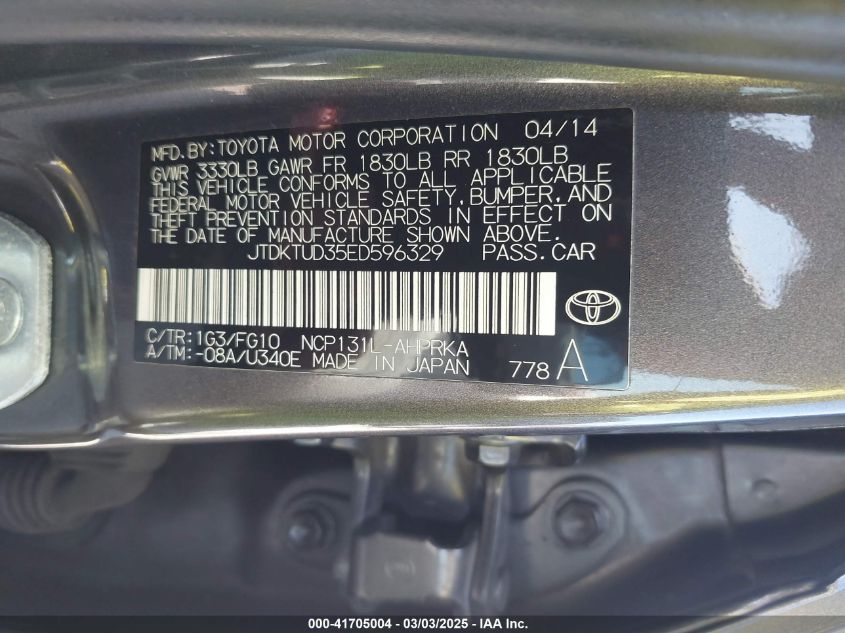 MFD.BY:TOYOTA MOTOR CORPORATION 04/14
GVWR 3330LB GAWR FR 1830LB RR 1830LB
THIS VEHICLE CONFORMS TO ALL APPLICABLE
FEDERAL MOTOR VEHICLE SAFETY,BUMPER,AND
THEFT PREVENTION STANDARDS IN EFFECT ON
THE DATE OF MANUFACTURE SHOWN ABOVE.
JTDKTUD35ED596329 PASS.CAR
C/TR:1G3/FG10 NCP131L-AHPRKA
A/TM:-08A/U340E MADE IN JAPAN 778 A
000-41705004 - 03/03/2025 - IAA Inc.